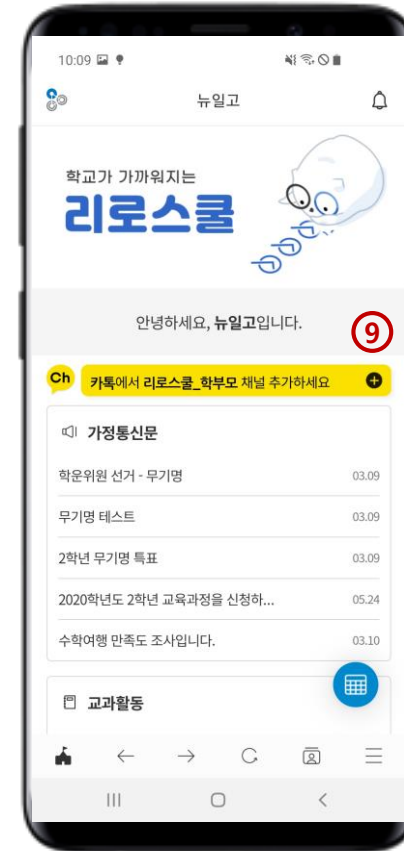 10:09
뉴일고
학교가 가까워지는
리로스쿨
안녕하세요, 뉴일고입니다.
9
Ch 카톡에서 리로스쿨_학부모 채널 추가하세요
가정통신문
학운위원 선거 - 무기명 03.09
무기명 테스트 03.09
2학년 무기명 특표 03.09
2020학년도 2학년 교육과정을 신청하... 05.24
수학여행 만족도 조사입니다. 03.10
교과활동